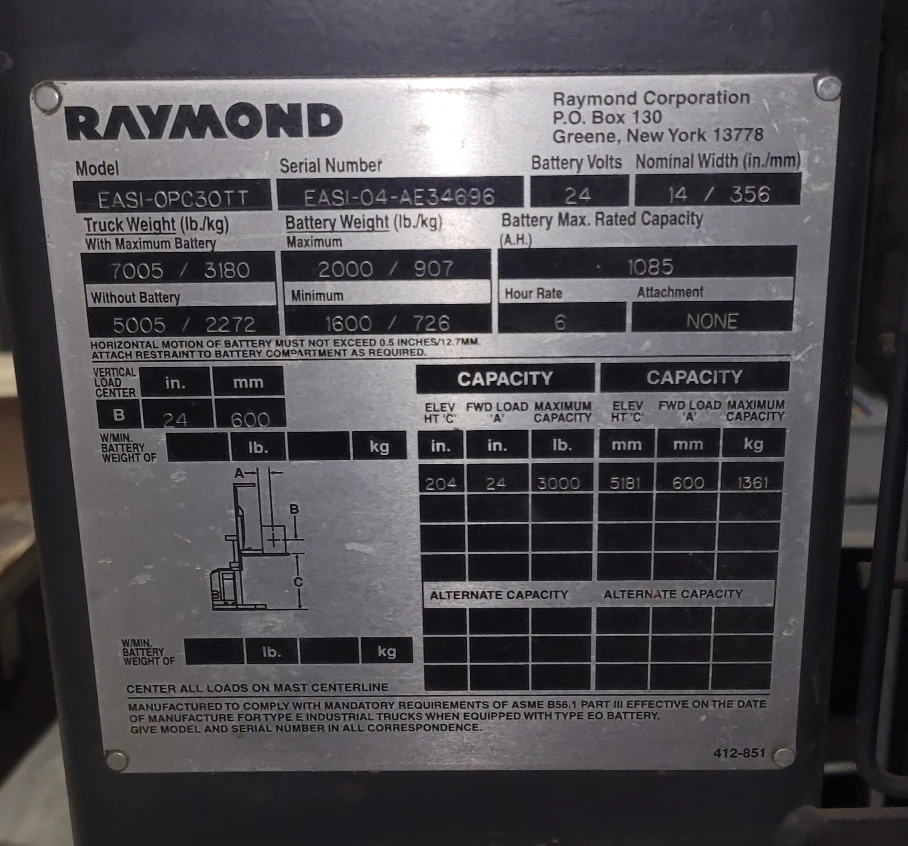 RAYMOND
Raymond Corporation
P.O. Box 130
Greene, New York 13778
Model Serial Number Battery Volts Nominal Width (in./mm)
EASI-OPC30TT EASI-04-AE34696 24 14 / 356
Truck Weight (lb./kg) Battery Weight (lb./kg) Battery Max. Rated Capacity
With Maximum Battery Maximum (A.H.)
7005 / 3180 2000 / 907 1085
Without Battery Minimum Hour Rate Attachment
5005 / 2272 1600 / 726 6 NONE
HORIZONTAL MOTION OF BATTERY MUST NOT EXCEED 0.5 INCHES/12.7MM.
ATTACH RESTRAINT TO BATTERY COMPARTMENT AS REQUIRED.
VERTICAL
LOAD
CENTER
in. mm
B 24 600
W/MIN.
BATTERY
WEIGHT OF
lb. kg
CAPACITY CAPACITY
ELEV FWD LOAD MAXIMUM ELEV FWD LOAD MAXIMUM
HT 'C' 'A' CAPACITY HT 'C' 'A' CAPACITY
in. in. lb. mm mm kg
204 24 3000 5181 600 1361
A
B
C
B
ALTERNATE CAPACITY ALTERNATE CAPACITY
W/MIN.
BATTERY
WEIGHT OF
lb. kg
CENTER ALL LOADS ON MAST CENTERLINE
MANUFACTURED TO COMPLY WITH MANDATORY REQUIREMENTS OF ASME B56.1 PART III EFFECTIVE ON THE DATE
OF MANUFACTURE FOR TYPE E INDUSTRIAL TRUCKS WHEN EQUIPPED WITH TYPE EO BATTERY.
GIVE MODEL AND SERIAL NUMBER IN ALL CORRESPONDENCE.
412-851